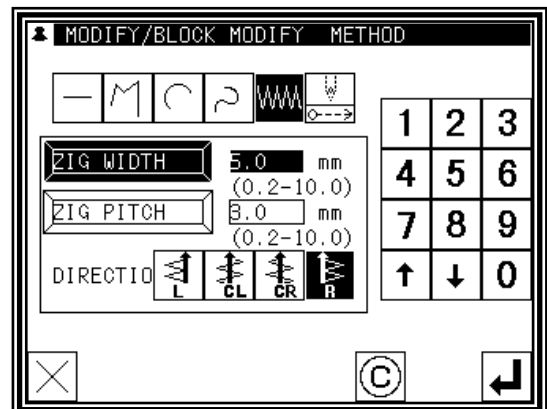 MODIFY/BLOCK MODIFY METHOD
1 2 3
ZIG WIDTH 5.0 mm
(0.2-10.0)
4 5 6
ZIG PITCH 3.0 mm
(0.2-10.0)
7 8 9
DIRECTIO L CL CR R
↑ ↓ 0
C